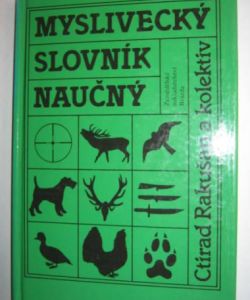 MYSLIVECKÝ
SLOVNÍK
NAUČNÝ
Ctirad Rakušan a kolektiv